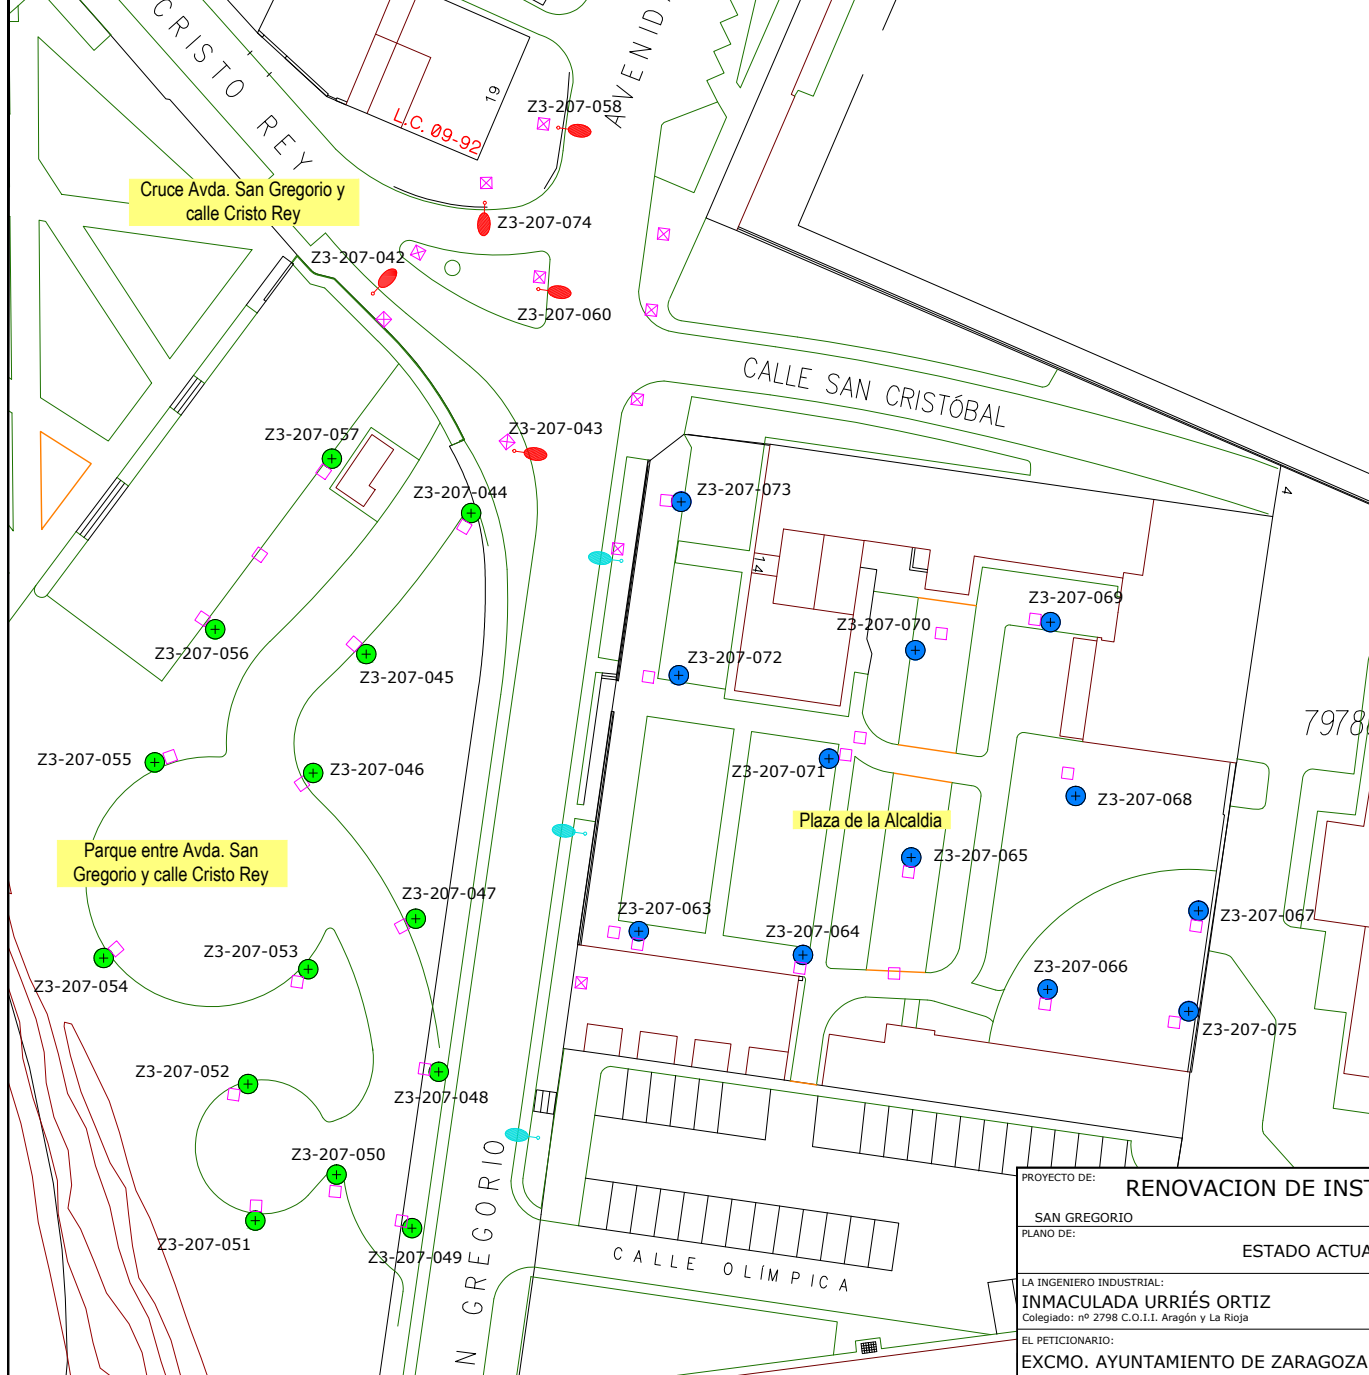 CRISTO REY
AVENIDA
19
L.C. 09-92
Z3-207-058
Cruce Avda. San Gregorio y
calle Cristo Rey
Z3-207-074
Z3-207-042
Z3-207-060
CALLE SAN CRISTÓBAL
Z3-207-043
Z3-207-057
Z3-207-044
Z3-207-073
4
14
Z3-207-069
Z3-207-070
Z3-207-056
Z3-207-045
Z3-207-072
Z3-207-055
Z3-207-046
Z3-207-071
Z3-207-068
Plaza de la Alcaldia
Z3-207-065
Parque entre Avda. San
Gregorio y calle Cristo Rey
Z3-207-047
Z3-207-063
Z3-207-067
Z3-207-064
Z3-207-053
Z3-207-054
Z3-207-066
Z3-207-075
Z3-207-052
Z3-207-048
Z3-207-050
Z3-207-051
Z3-207-049
N GREGORIO
CALLE OLÍMPICA
PROYECTO DE:
RENOVACION DE INST
SAN GREGORIO
PLANO DE:
ESTADO ACTUA
LA INGENIERO INDUSTRIAL:
INMACULADA URRIÉS ORTIZ
Colegiado: nº 2798 C.O.I.I. Aragón y La Rioja
EL PETICIONARIO:
EXCMO. AYUNTAMIENTO DE ZARAGOZA